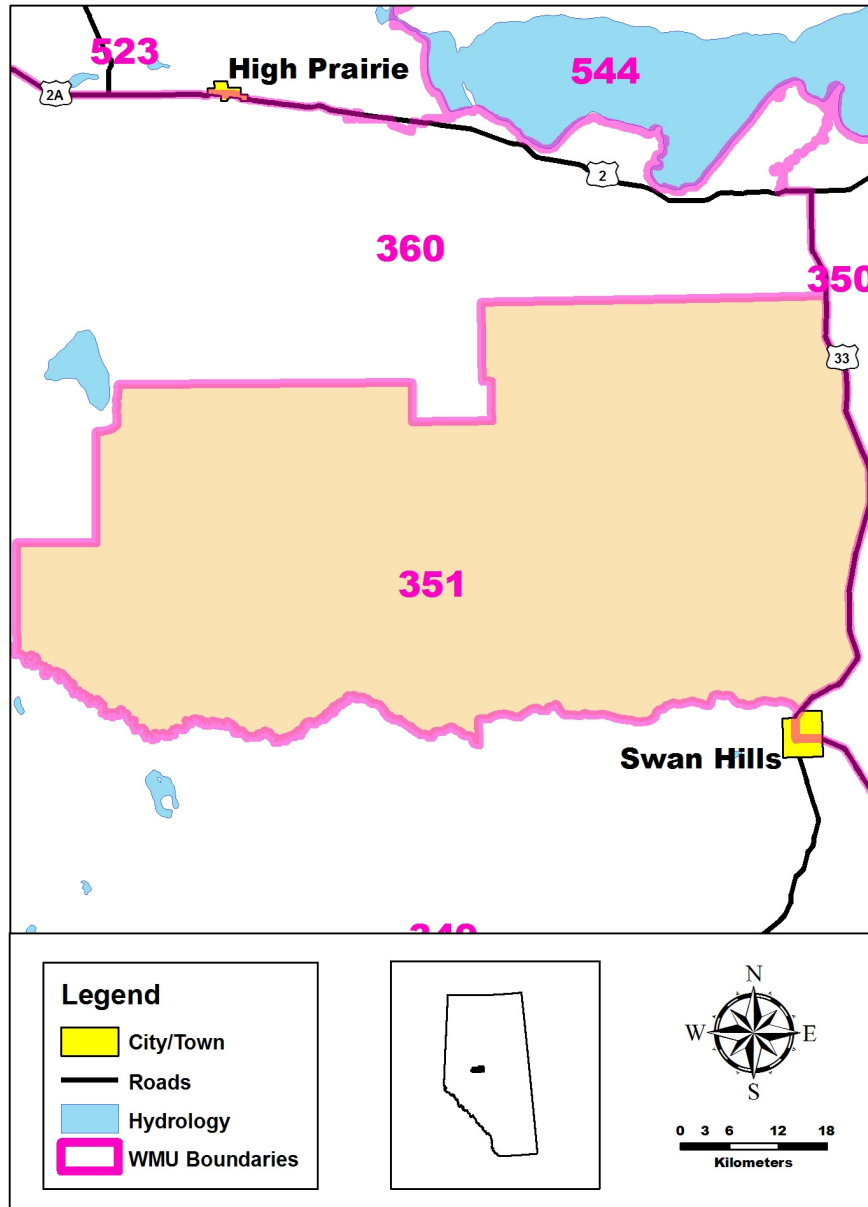 523
High Prairie
544
2A
2
360
350
33
351
Swan Hills
Legend
City/Town
Roads
Hydrology
WMU Boundaries
N
W E
S
0 3 6 12 18
Kilometers